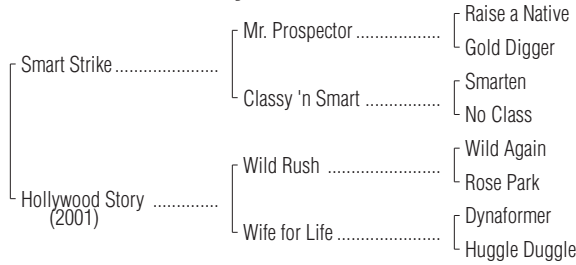 Raise a Native
Mr. Prospector ..................
Gold Digger
Smart Strike ......................
Smarten
Classy 'n Smart ................
No Class
Wild Again
Wild Rush ........................
Rose Park
Hollywood Story ..............
(2001)
Dynaformer
Wife for Life ......................
Huggle Duggle